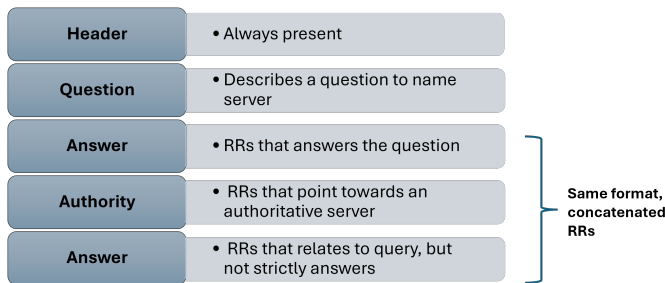 Header
• Always present
Question
• Describes a question to name
server
Answer
• RRs that answers the question
Authority
• RRs that point towards an
authoritative server
Answer
• RRs that relates to query, but
not strictly answers
Same format,
concatenated
RRs